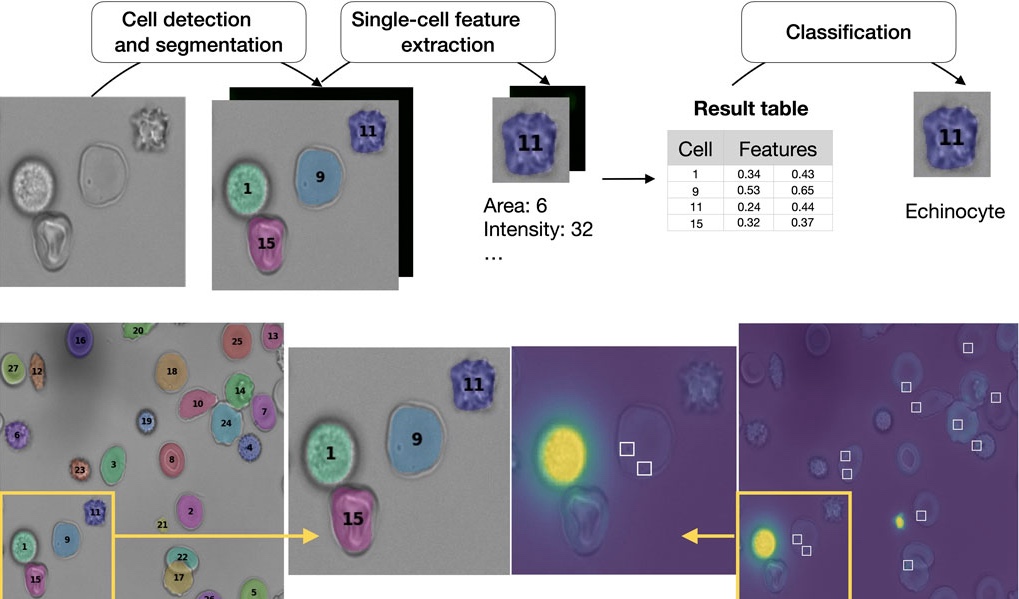 Cell detection
and segmentation
Single-cell feature
extraction
Classification
11
1
9
15
11
Area: 6
Intensity: 32
...
Result table
Cell Features
1 0.34 0.43
9 0.53 0.65
11 0.24 0.44
15 0.32 0.37
11
Echinocyte
16
20
25
13
27
12
18
14
10
7
24
19
6
4
3
8
23
11
2
21
1
9
22
15
17
26
5
11
9
1
15